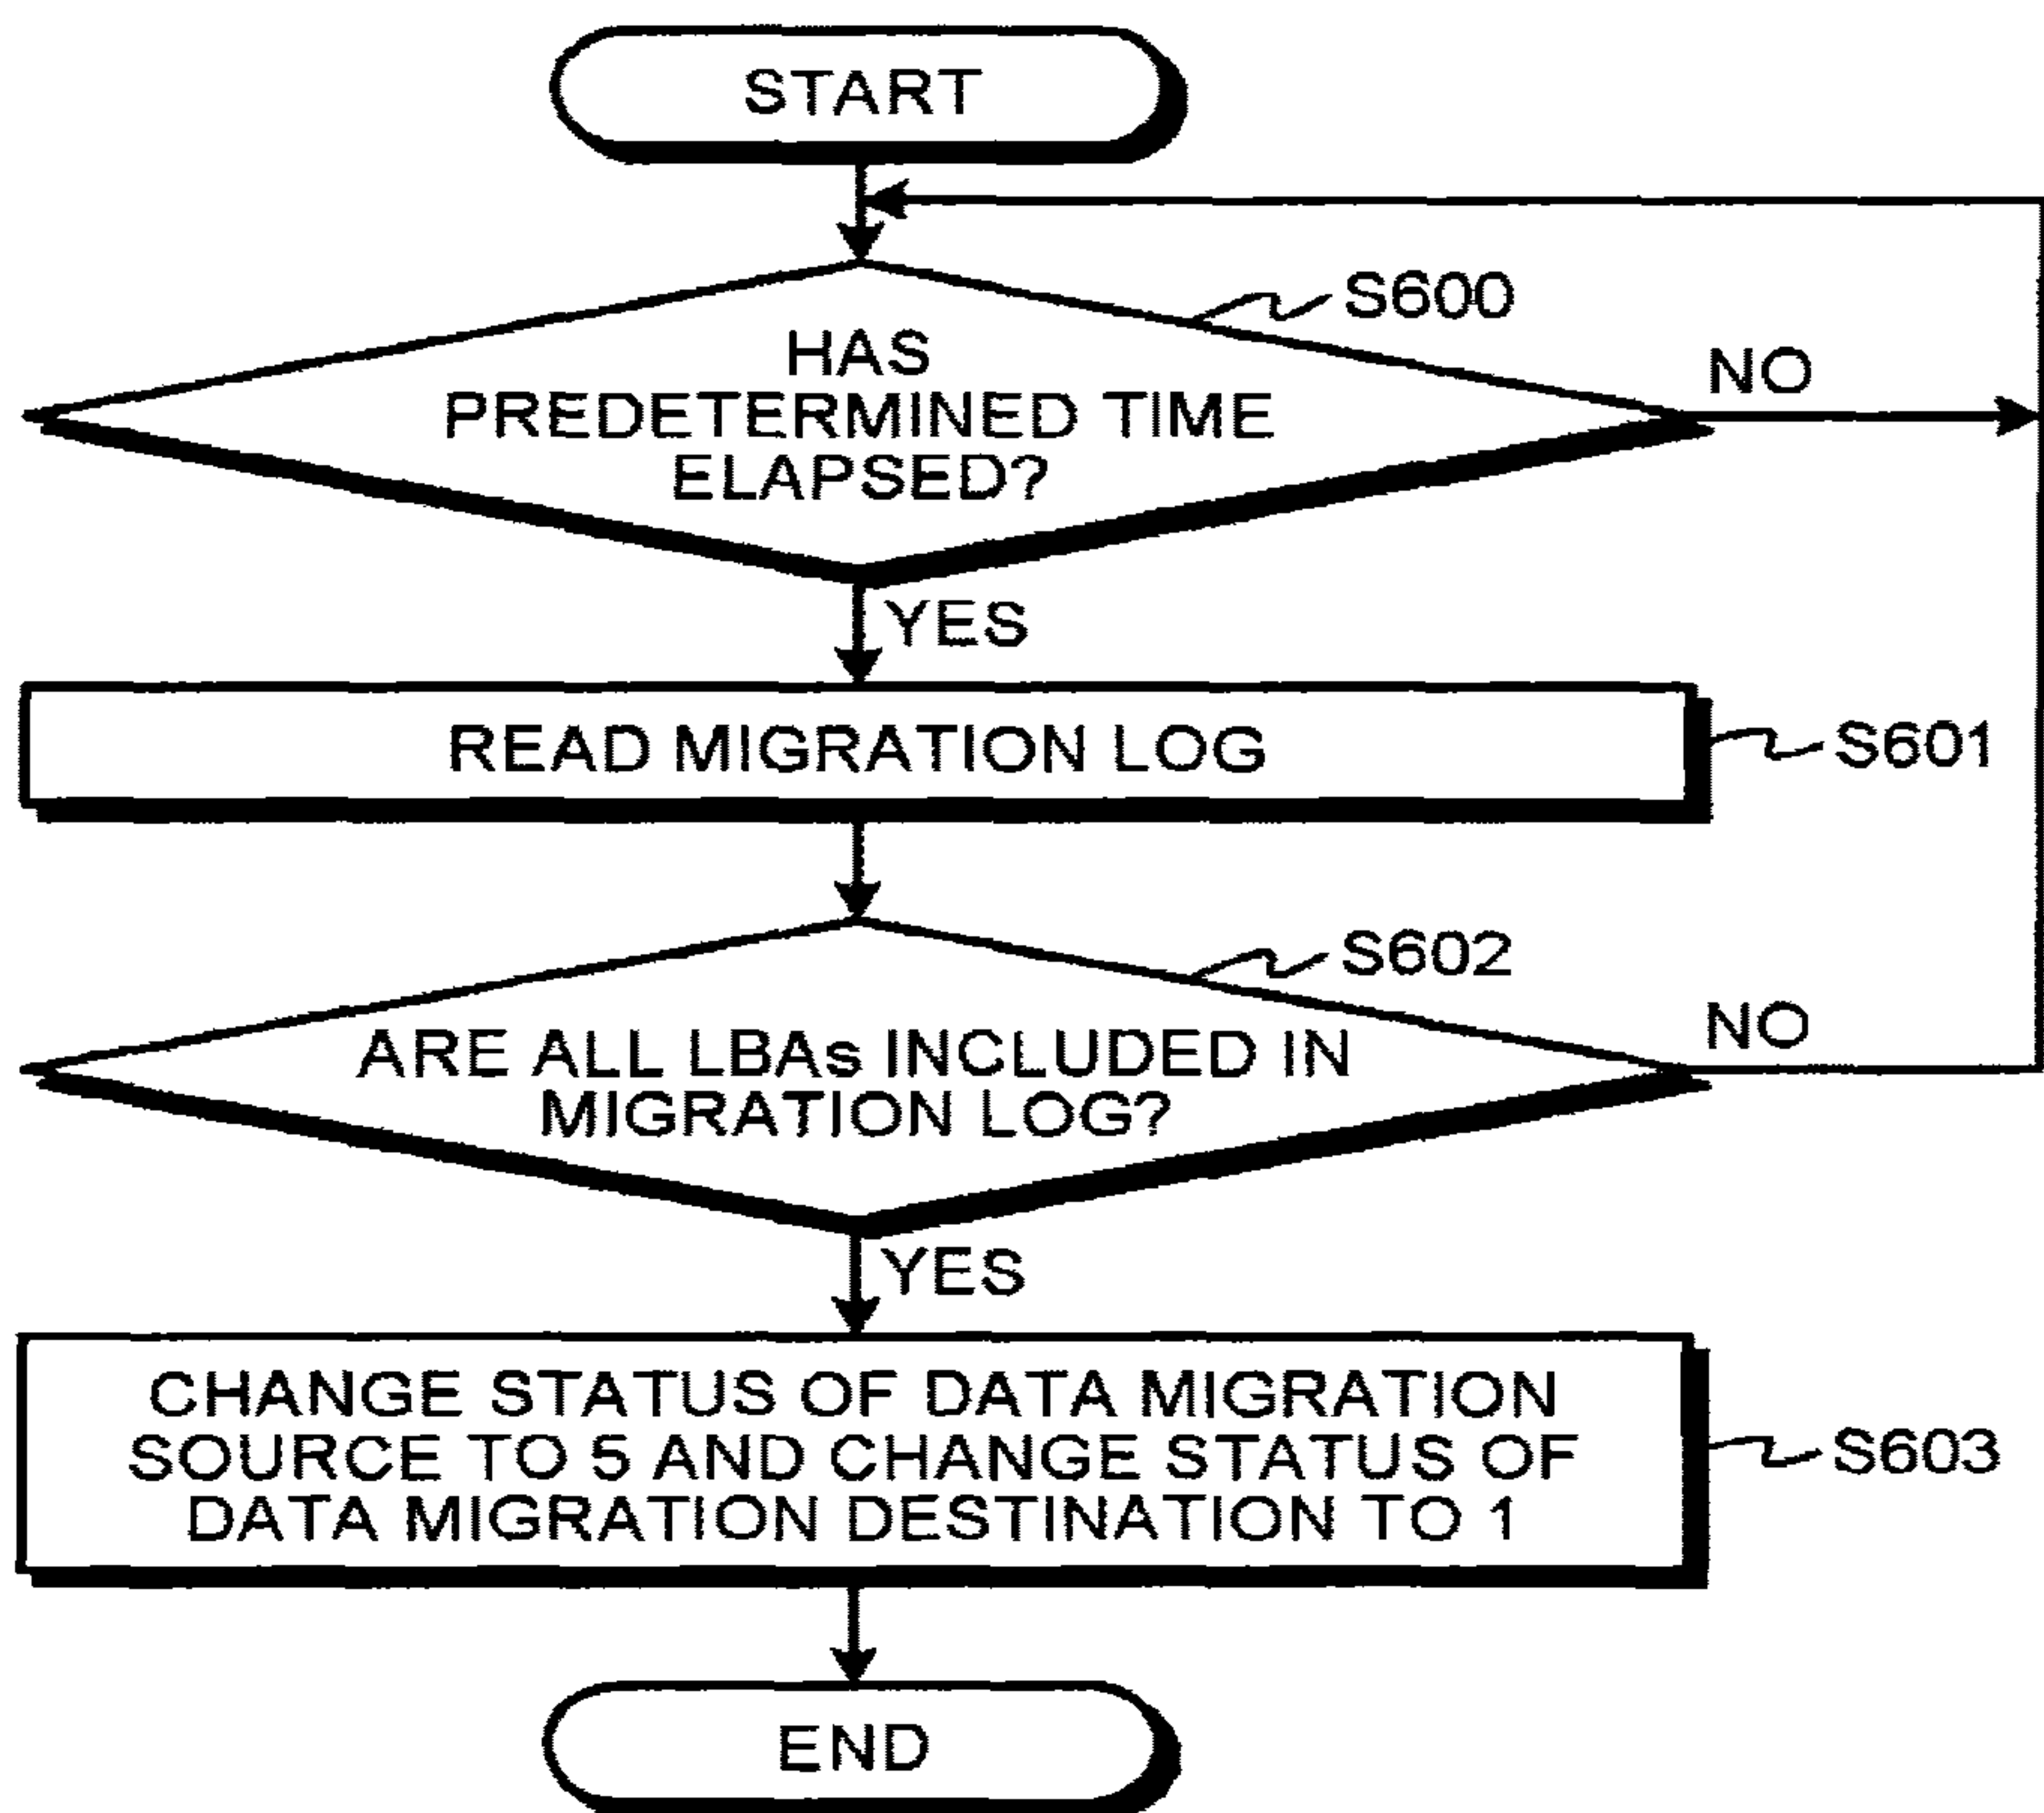 START
S600
HAS
PREDETERMINED TIME
ELAPSED?
NO
YES
READ MIGRATION LOG
S601
S602
ARE ALL LBAs INCLUDED IN
MIGRATION LOG?
NO
YES
CHANGE STATUS OF DATA MIGRATION
SOURCE TO 5 AND CHANGE STATUS OF
DATA MIGRATION DESTINATION TO 1
S603
END